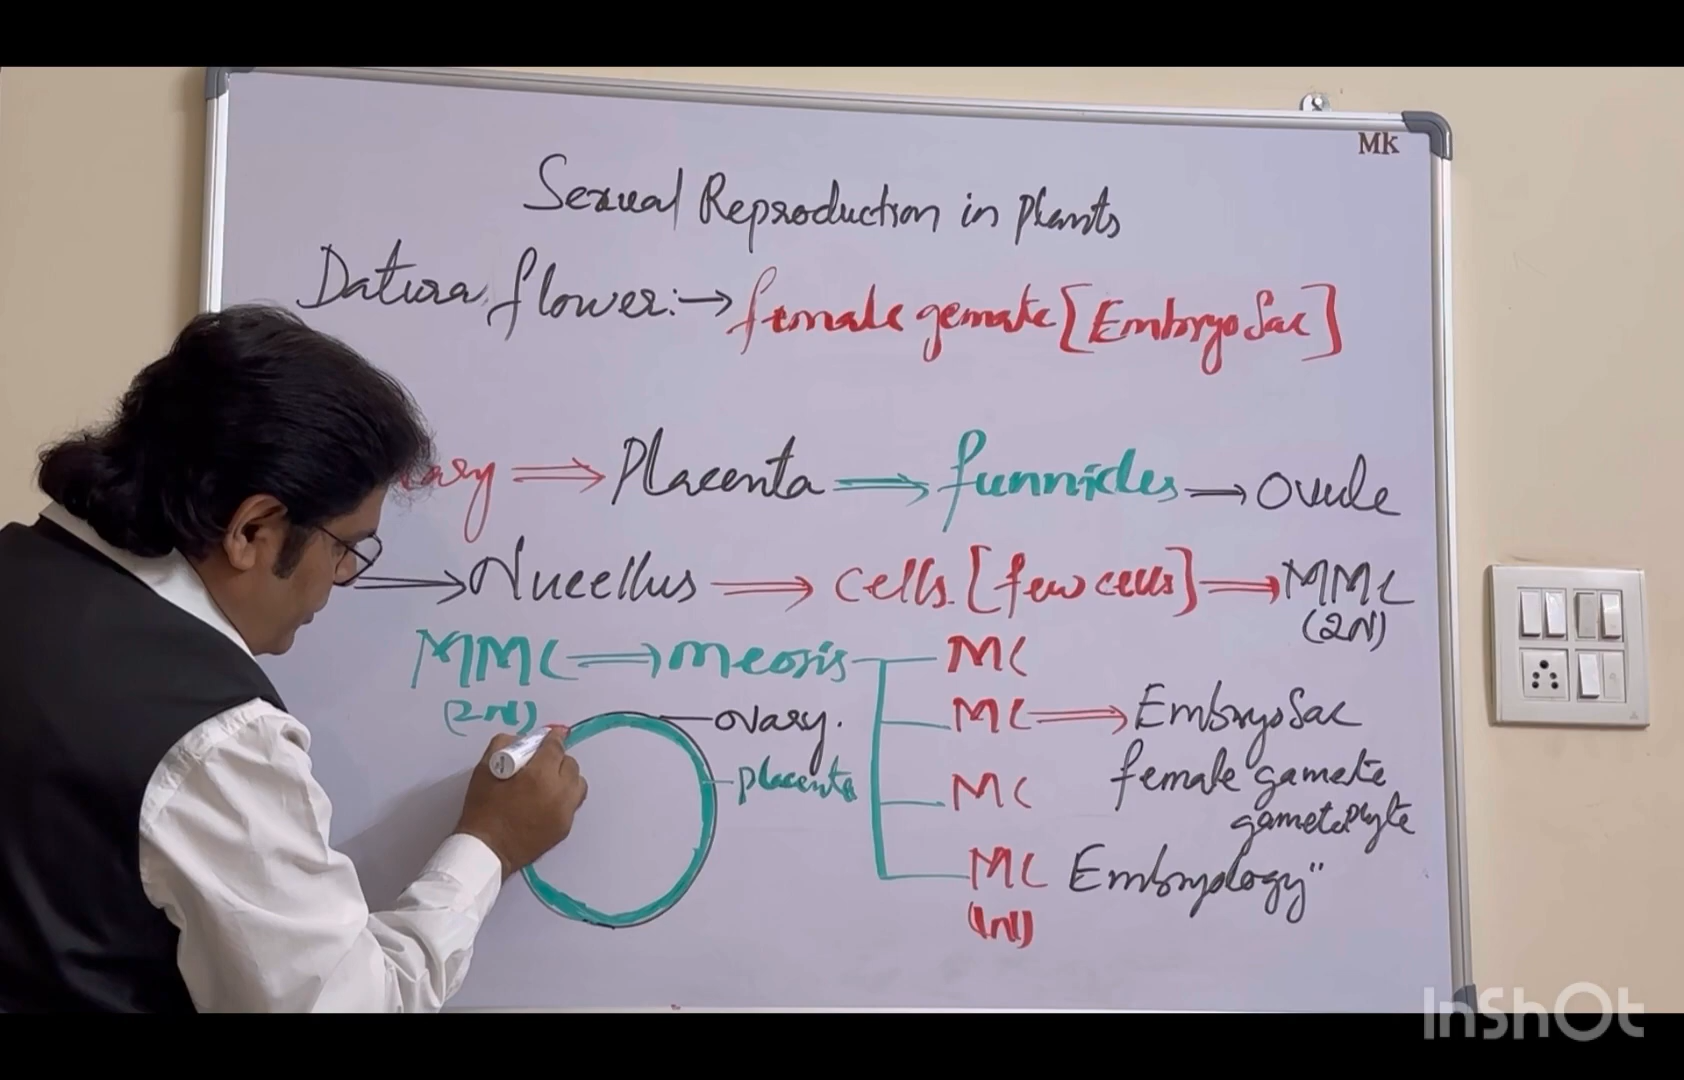 Mk
Sexual Reproduction in plants
Datura flower:→ female gemate [Embryo Sac]
⇒ Placenta ⇒ funnicles → Ovule
⇒ Nucellus ⇒ cells. [few cells] ⇒ MMC
(2N)
MMC ⇒ meosis MC
(2N)
MC ⇒ Embryo Sac
ovary.
placenta
MC
female gamete
gametophyte
MC
(1N)
Embryology"
InShOt